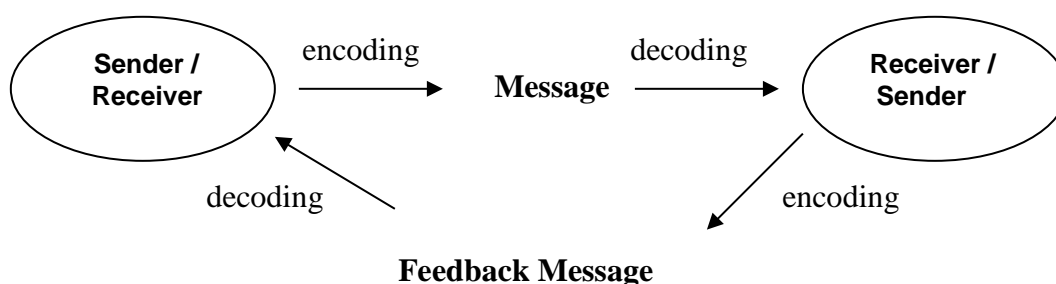 Sender /
Receiver
encoding
Message
decoding
Receiver /
Sender
decoding
encoding
Feedback Message